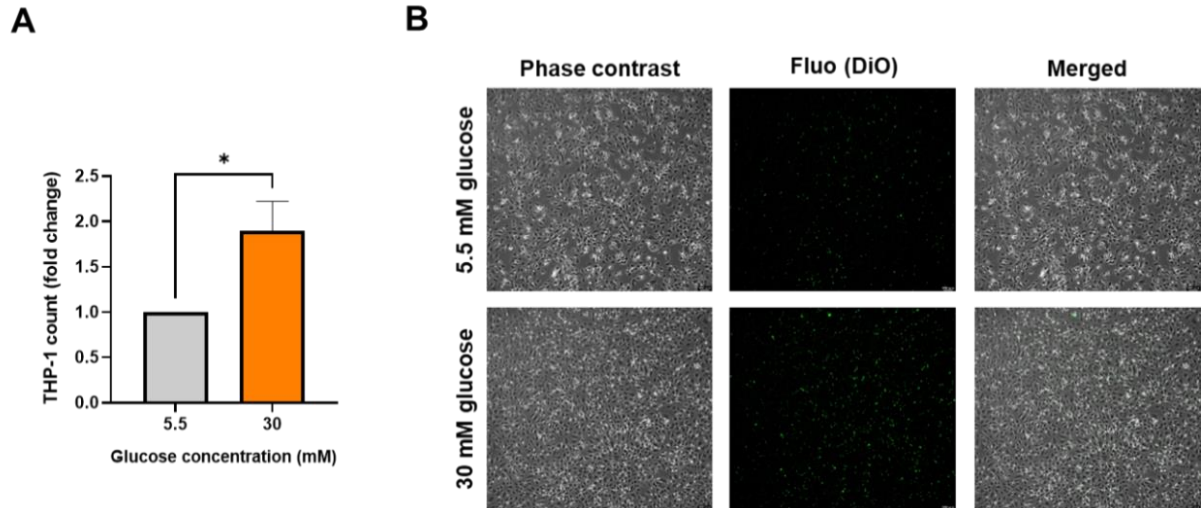 A
THP-1 count (fold change)
2.5
2.0
1.5
1.0
0.5
0.0
*
5.5
30
Glucose concentration (mM)
B
Phase contrast
Fluo (DiO)
Merged
5.5 mM glucose
30 mM glucose